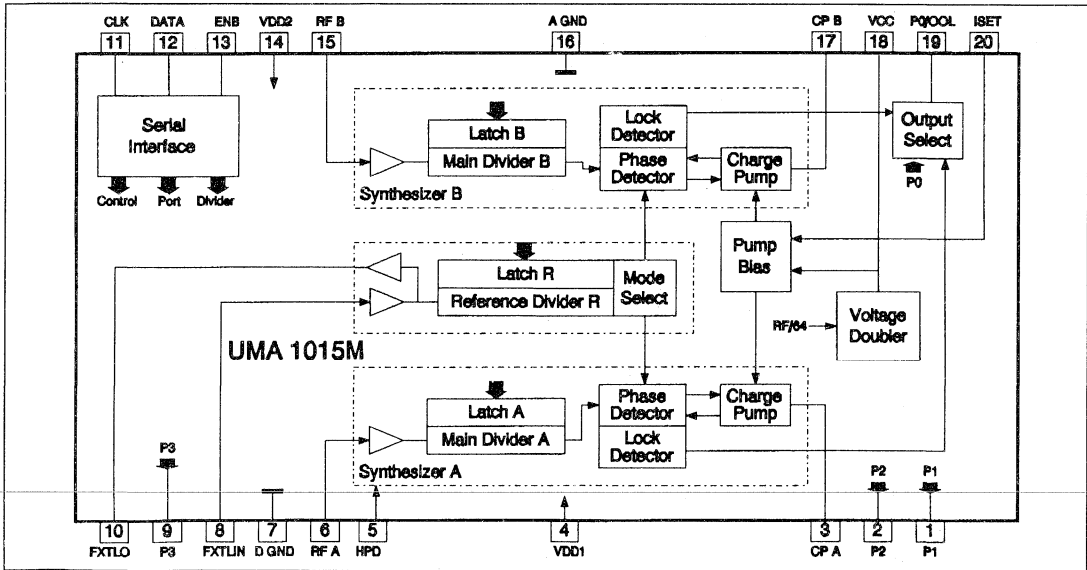 CLK DATA ENB VDD2 RF B A GND CP B VCC P0/OOL ISET
11 12 13 14 15 16 17 18 19 20
Serial
Interface
Control Port Divider
Latch B
Main Divider B
Synthesizer B
Lock
Detector
Phase
Detector
Charge
Pump
Output
Select
P0
Pump
Bias
Latch R
Reference Divider R
Mode
Select
RF/64
Voltage
Doubler
UMA 1015M
Latch A
Main Divider A
Synthesizer A
Phase
Detector
Lock
Detector
Charge
Pump
P3 P2 P1
10 9 8 7 6 5 4 3 2 1
FXTLO P3 FXTLIN D GND RF A HPD VDD1 CP A P2 P1